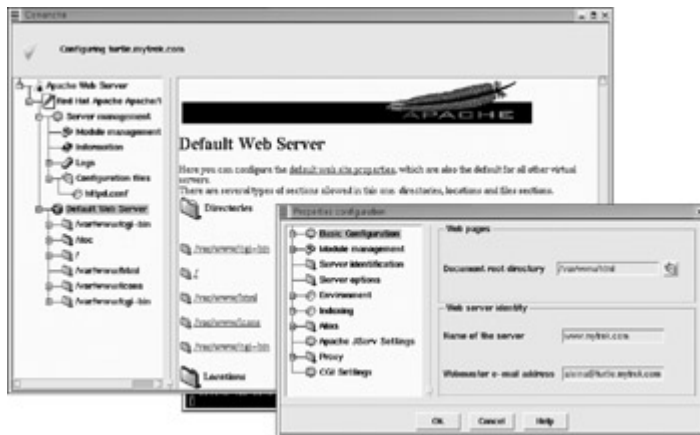 Comanche
Configuring turtle.mytrek.com
Apache Web Server
Red Hat Apache Apache/1
Server management
Module management
Information
Logs
Configuration files
httpd.conf
Default Web Server
/var/www/cgi-bin
/doc
/
/var/www/html
/var/www/icons
/var/www/cgi-bin
APACHE
Default Web Server
Here you can configure the default web site properties, which are also the default for all other virtual
servers.
There are several types of sections allowed in this one: directories, locations and files sections.
Directories
/var/www/cgi-bin
/
/var/www/html
/var/www/icons
/var/www/cgi-bin
Locations
Properties configuration
Basic Configuration
Module management
Server identification
Server options
Environment
Indexing
Alias
Apache JServ Settings
Proxy
CGI Settings
Web pages
Document root directory
/var/www/html
Web server identity
Name of the server
www.mytrek.com
Webmaster e-mail address
OK
Cancel
Help